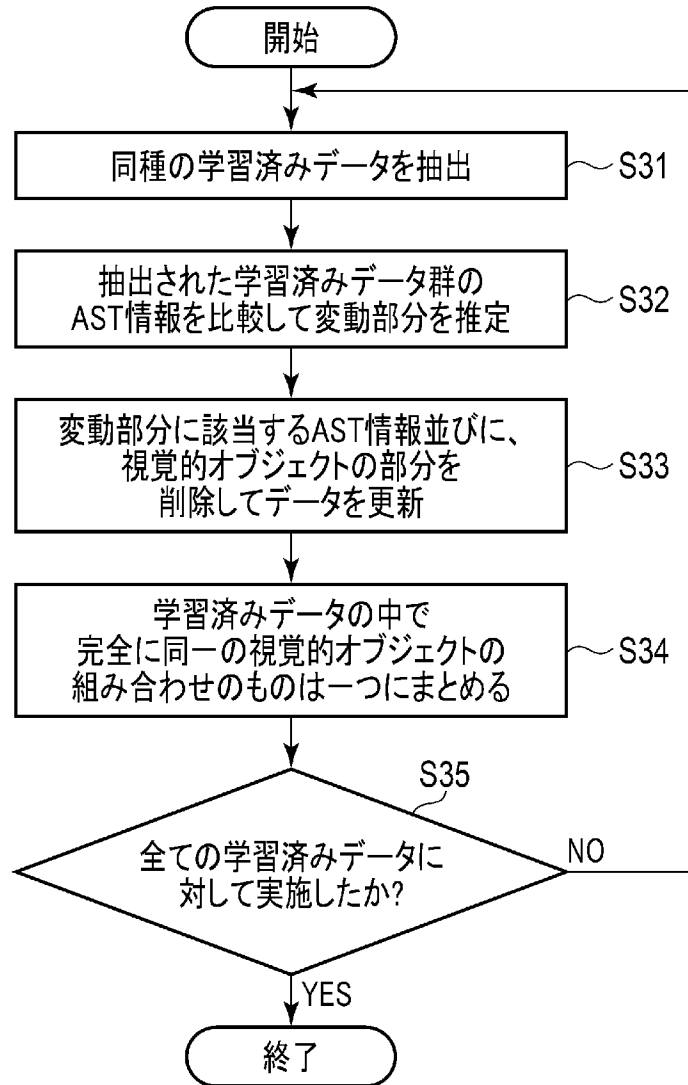 開始
同種の学習済みデータを抽出
S31
抽出された学習済みデータ群の
AST情報を比較して変動部分を推定
S32
変動部分に該当するAST情報並びに、
視覚的オブジェクトの部分を
削除してデータを更新
S33
学習済みデータの中で
完全に同一の視覚的オブジェクトの
組み合わせのものは一つにまとめる
S34
S35
全ての学習済みデータに
対して実施したか?
NO
YES
終了